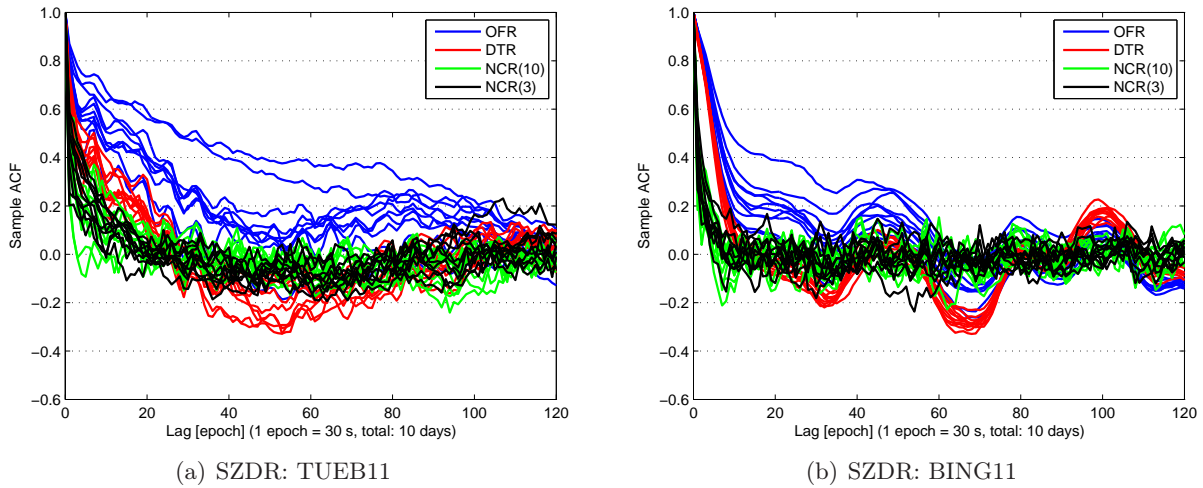 1.0
0.8
0.6
0.4
0.2
0.0
−0.2
−0.4
−0.6
Sample ACF
0 20 40 60 80 100 120
Lag [epoch] (1 epoch = 30 s, total: 10 days)
OFR
DTR
NCR(10)
NCR(3)
(a) SZDR: TUEB11
1.0
0.8
0.6
0.4
0.2
0.0
−0.2
−0.4
−0.6
Sample ACF
0 20 40 60 80 100 120
Lag [epoch] (1 epoch = 30 s, total: 10 days)
OFR
DTR
NCR(10)
NCR(3)
(b) SZDR: BING11